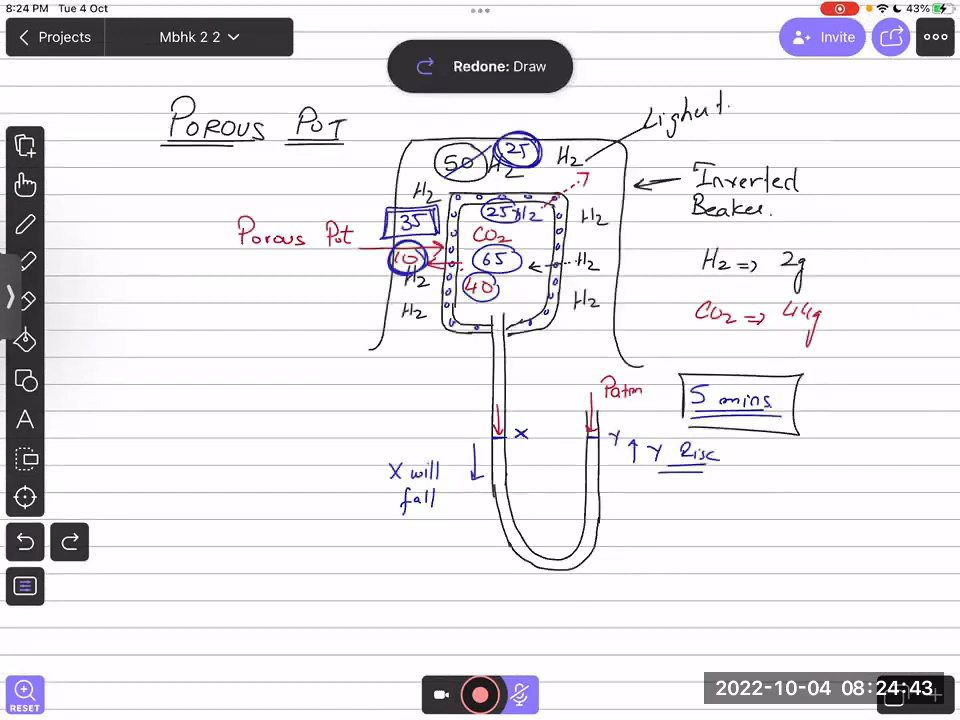 8:24 PM Tue 4 Oct
43%
Projects
Mbhk 2 2
Redone: Draw
Invite
POROUS POT
Lighut.
50 25
H2 H2
H2
35 25 H2 H2
Inverted
Beaker.
Porous Pot
CO2
10 65 H2
H2 40
H2 H2
H2 => 2g
CO2 => 44g
Patm
5 mins
X
Y Y Rise
X will
fall
A
RESET
2022-10-04 08:24:43